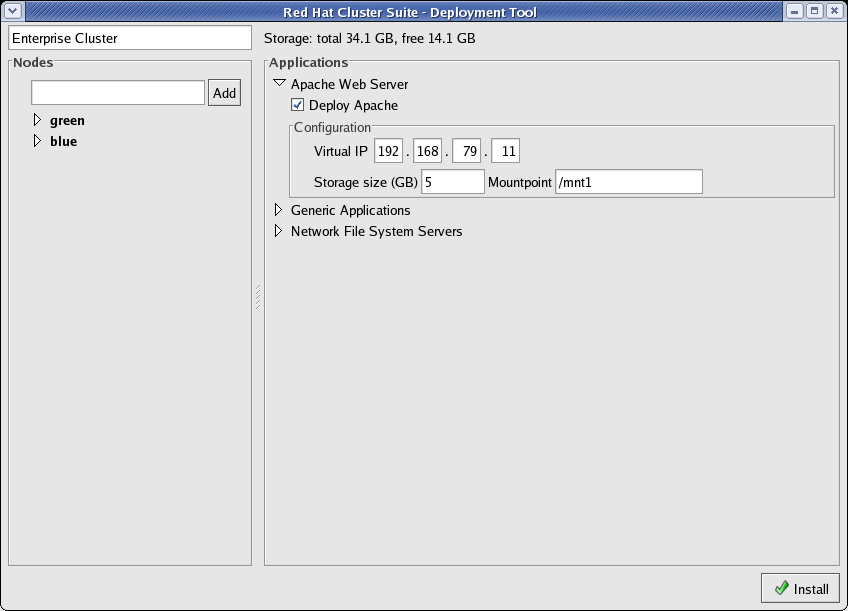 Red Hat Cluster Suite - Deployment Tool
Enterprise Cluster
Storage: total 34.1 GB, free 14.1 GB
Nodes
Add
green
blue
Applications
Apache Web Server
Deploy Apache
Configuration
Virtual IP 192 . 168 . 79 . 11
Storage size (GB) 5 Mountpoint /mnt1
Generic Applications
Network File System Servers
Install